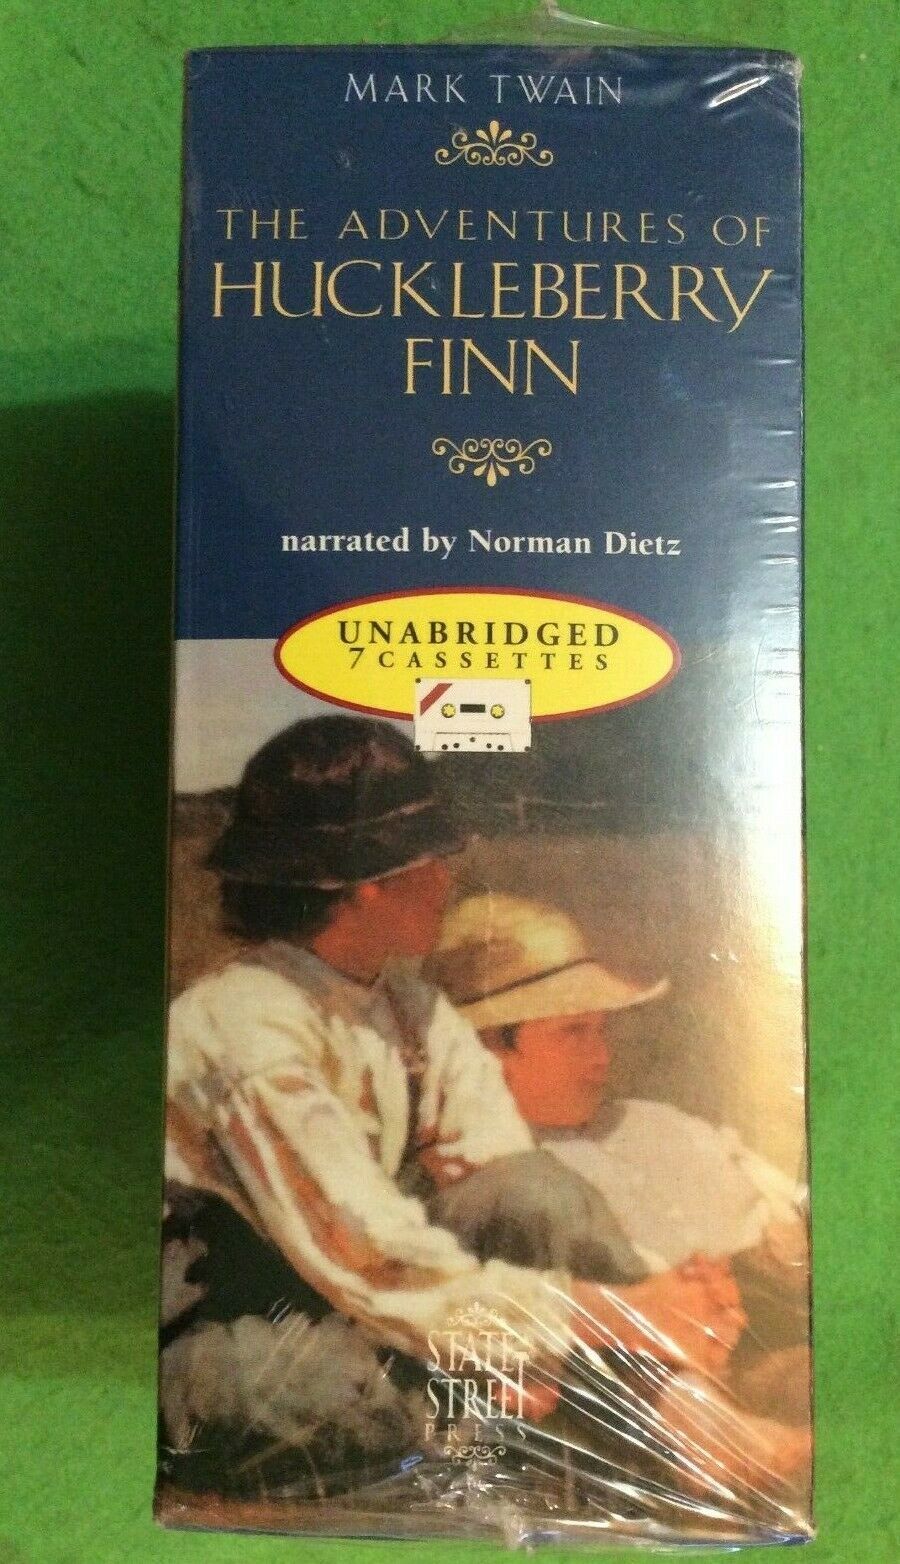 MARK TWAIN
THE ADVENTURES OF
HUCKLEBERRY
FINN
narrated by Norman Dietz
UNABRIDGED
7 CASSETTES
STATE
STREET
PRESS